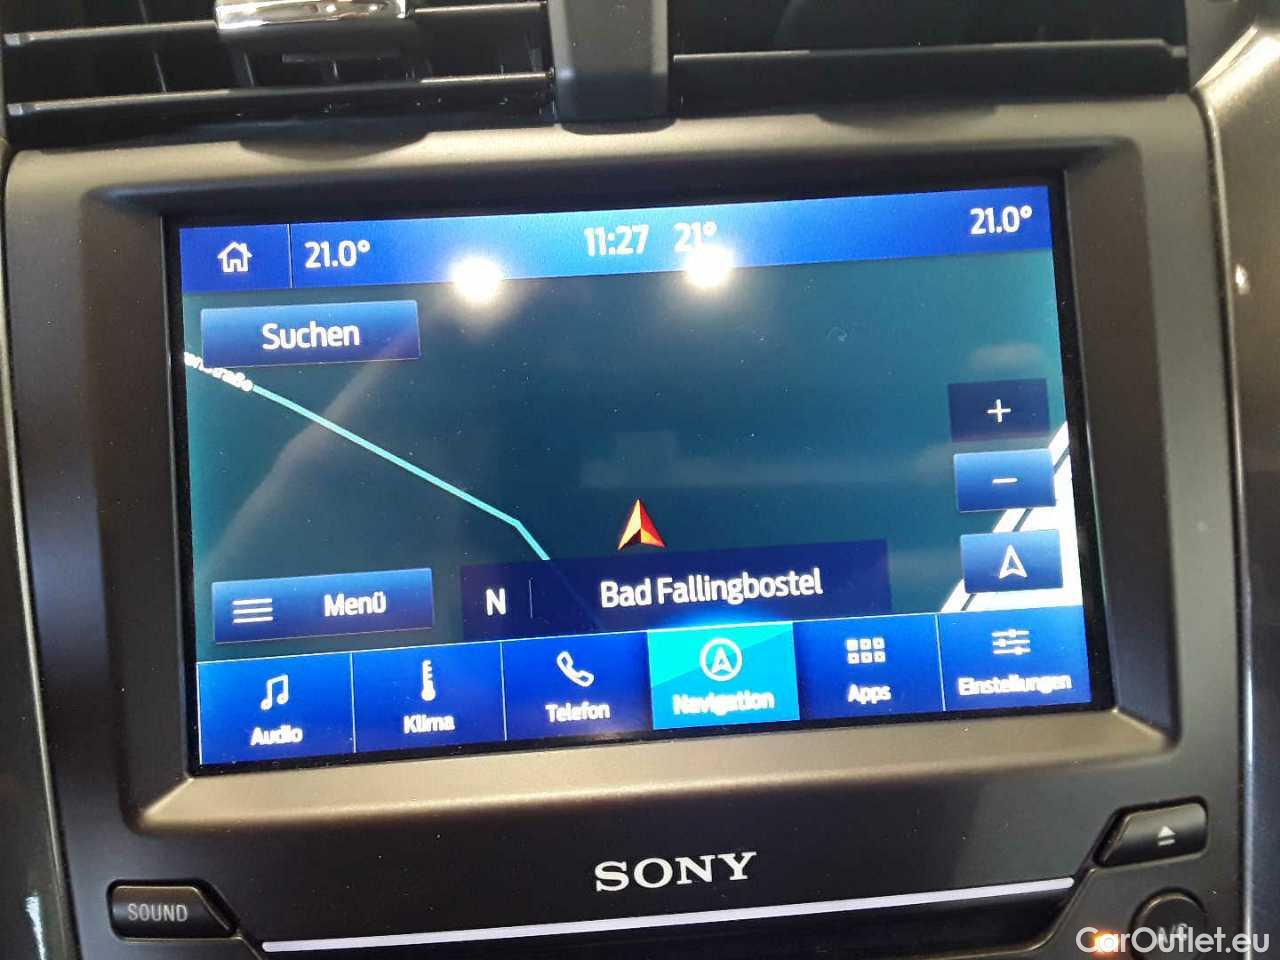 21.0° 11:27 21° 21.0°
Suchen
+
−
Menü N Bad Fallingbostel
Audio Klima Telefon Navigation Apps Einstellungen
SONY
SOUND
A/C
CarOutlet.eu